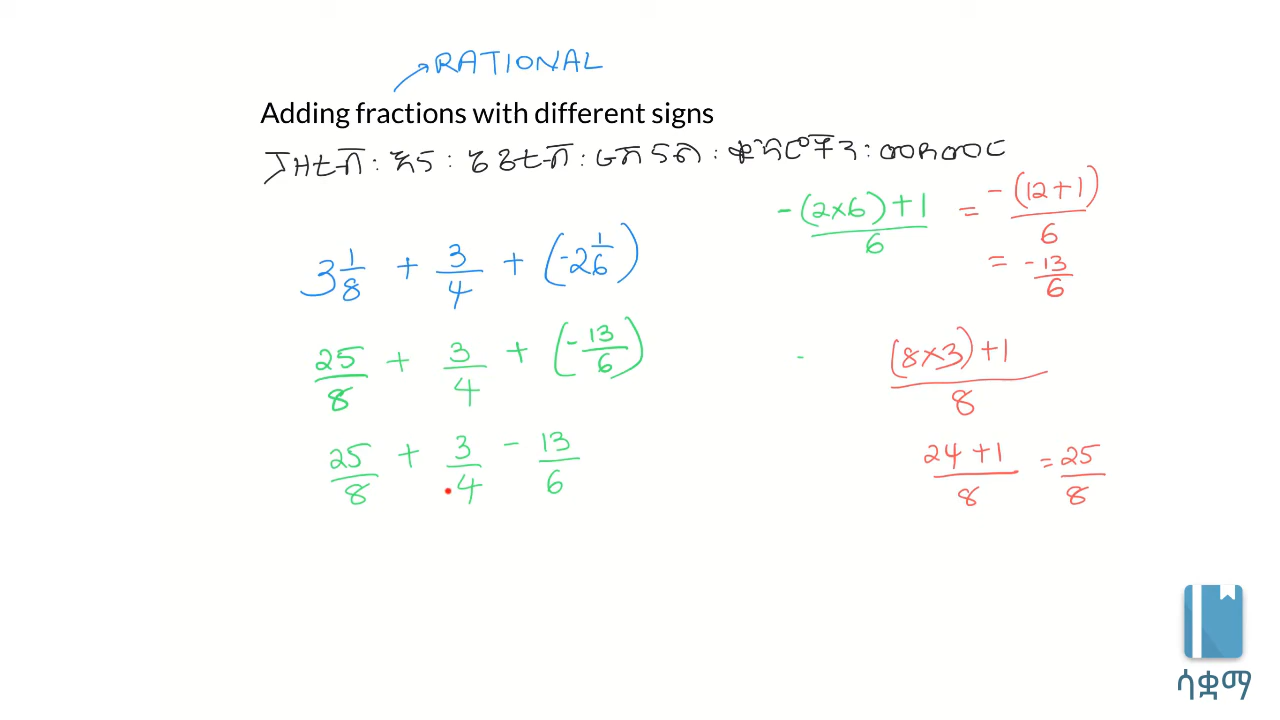 RATIONAL
Adding fractions with different signs
3 1/8 + 3/4 + (-2 1/6)
25/8 + 3/4 + (-13/6)
25/8 + 3/4 - 13/6
-(2×6)+1/6 = -(12+1)/6
= -13/6
(8×3)+1/8
24+1/8 = 25/8
ሳቋማ